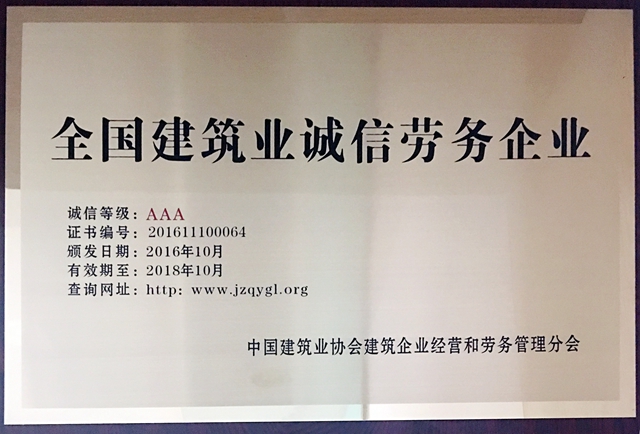 全国建筑业诚信劳务企业
诚信等级：AAA
证书编号：201611100064
颁发日期：2016年10月
有效期至：2018年10月
查询网址：http: www.jzqygl.org
中国建筑业协会建筑企业经营和劳务管理分会